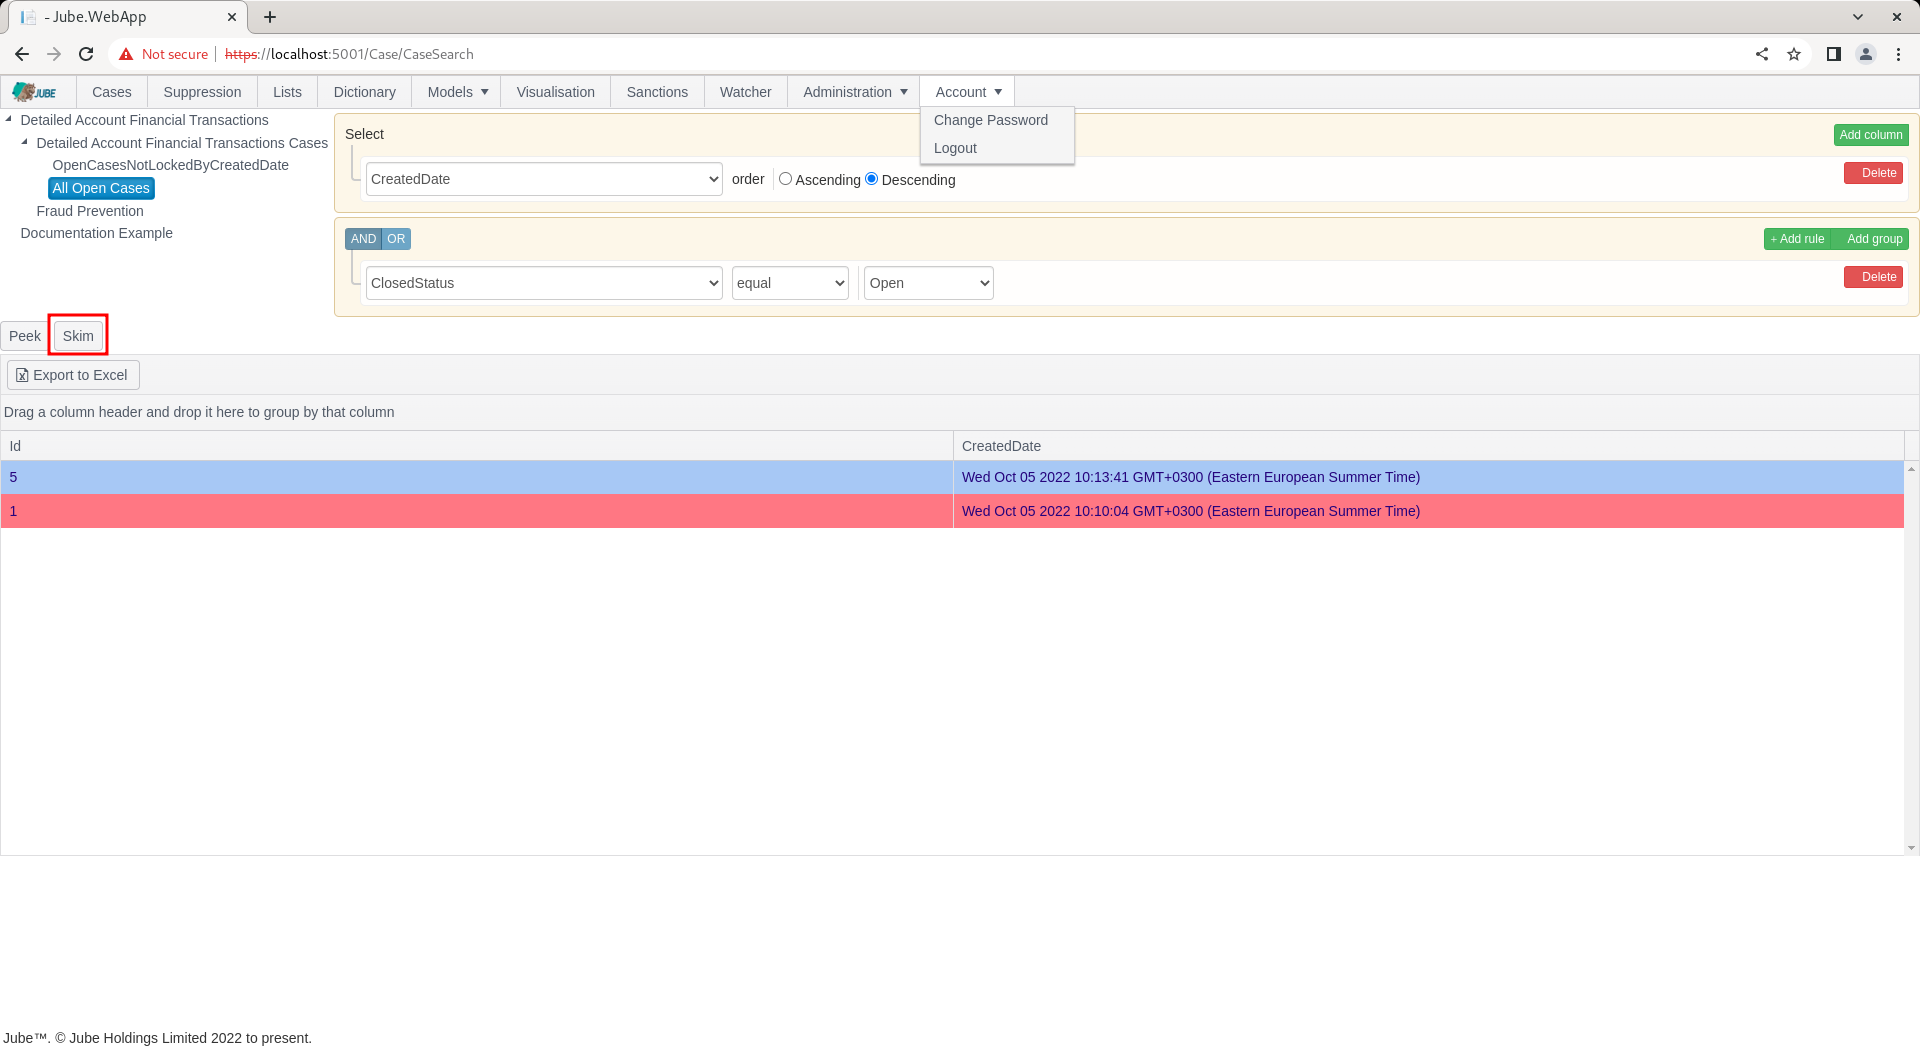 - Jube.WebApp
Not secure https://localhost:5001/Case/CaseSearch
JUBE Cases Suppression Lists Dictionary Models Visualisation Sanctions Watcher Administration Account
Change Password
Logout
Detailed Account Financial Transactions
Detailed Account Financial Transactions Cases
OpenCasesNotLockedByCreatedDate
All Open Cases
Fraud Prevention
Documentation Example
Select Add column
CreatedDate order Ascending Descending Delete
AND OR + Add rule Add group
ClosedStatus equal Open Delete
Peek Skim
Export to Excel
Drag a column header and drop it here to group by that column
Id CreatedDate
5 Wed Oct 05 2022 10:13:41 GMT+0300 (Eastern European Summer Time)
1 Wed Oct 05 2022 10:10:04 GMT+0300 (Eastern European Summer Time)
Jube™. © Jube Holdings Limited 2022 to present.